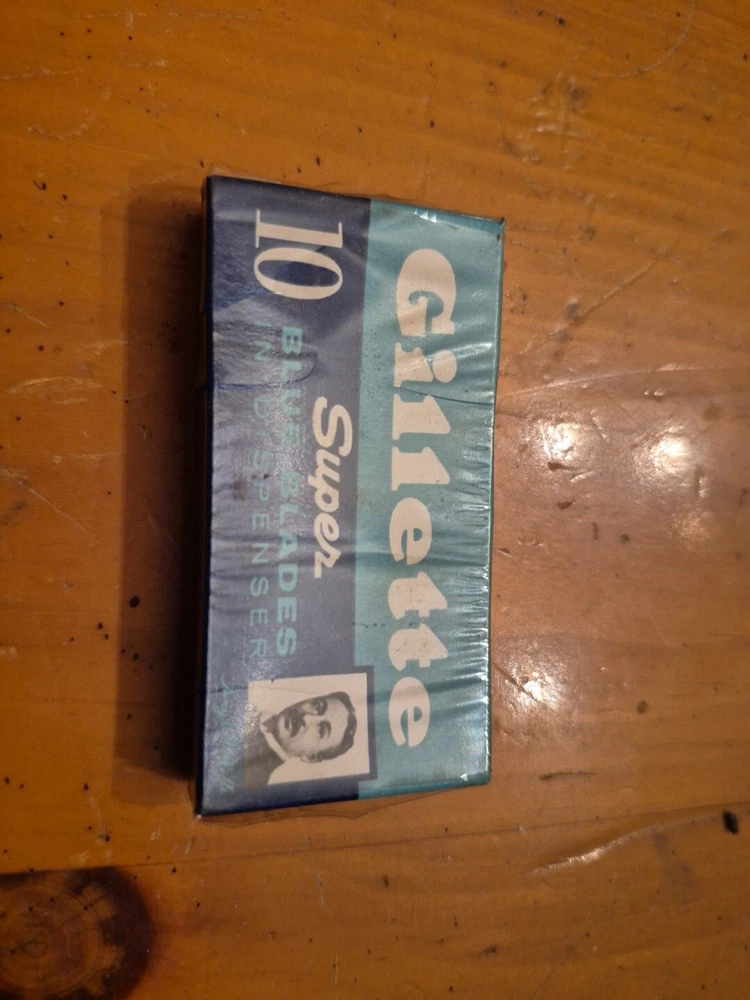 Gillette
10 Super
BLUE BLADES
IN DISPENSER